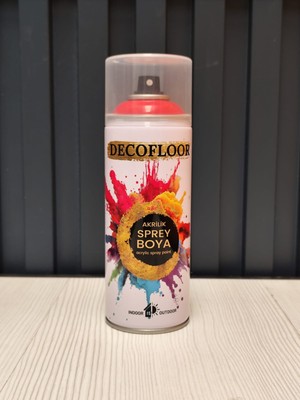 DECOFLOOR
AKRİLİK
SPREY
BOYA
acrylic spray paint
INDOOR OUTDOOR